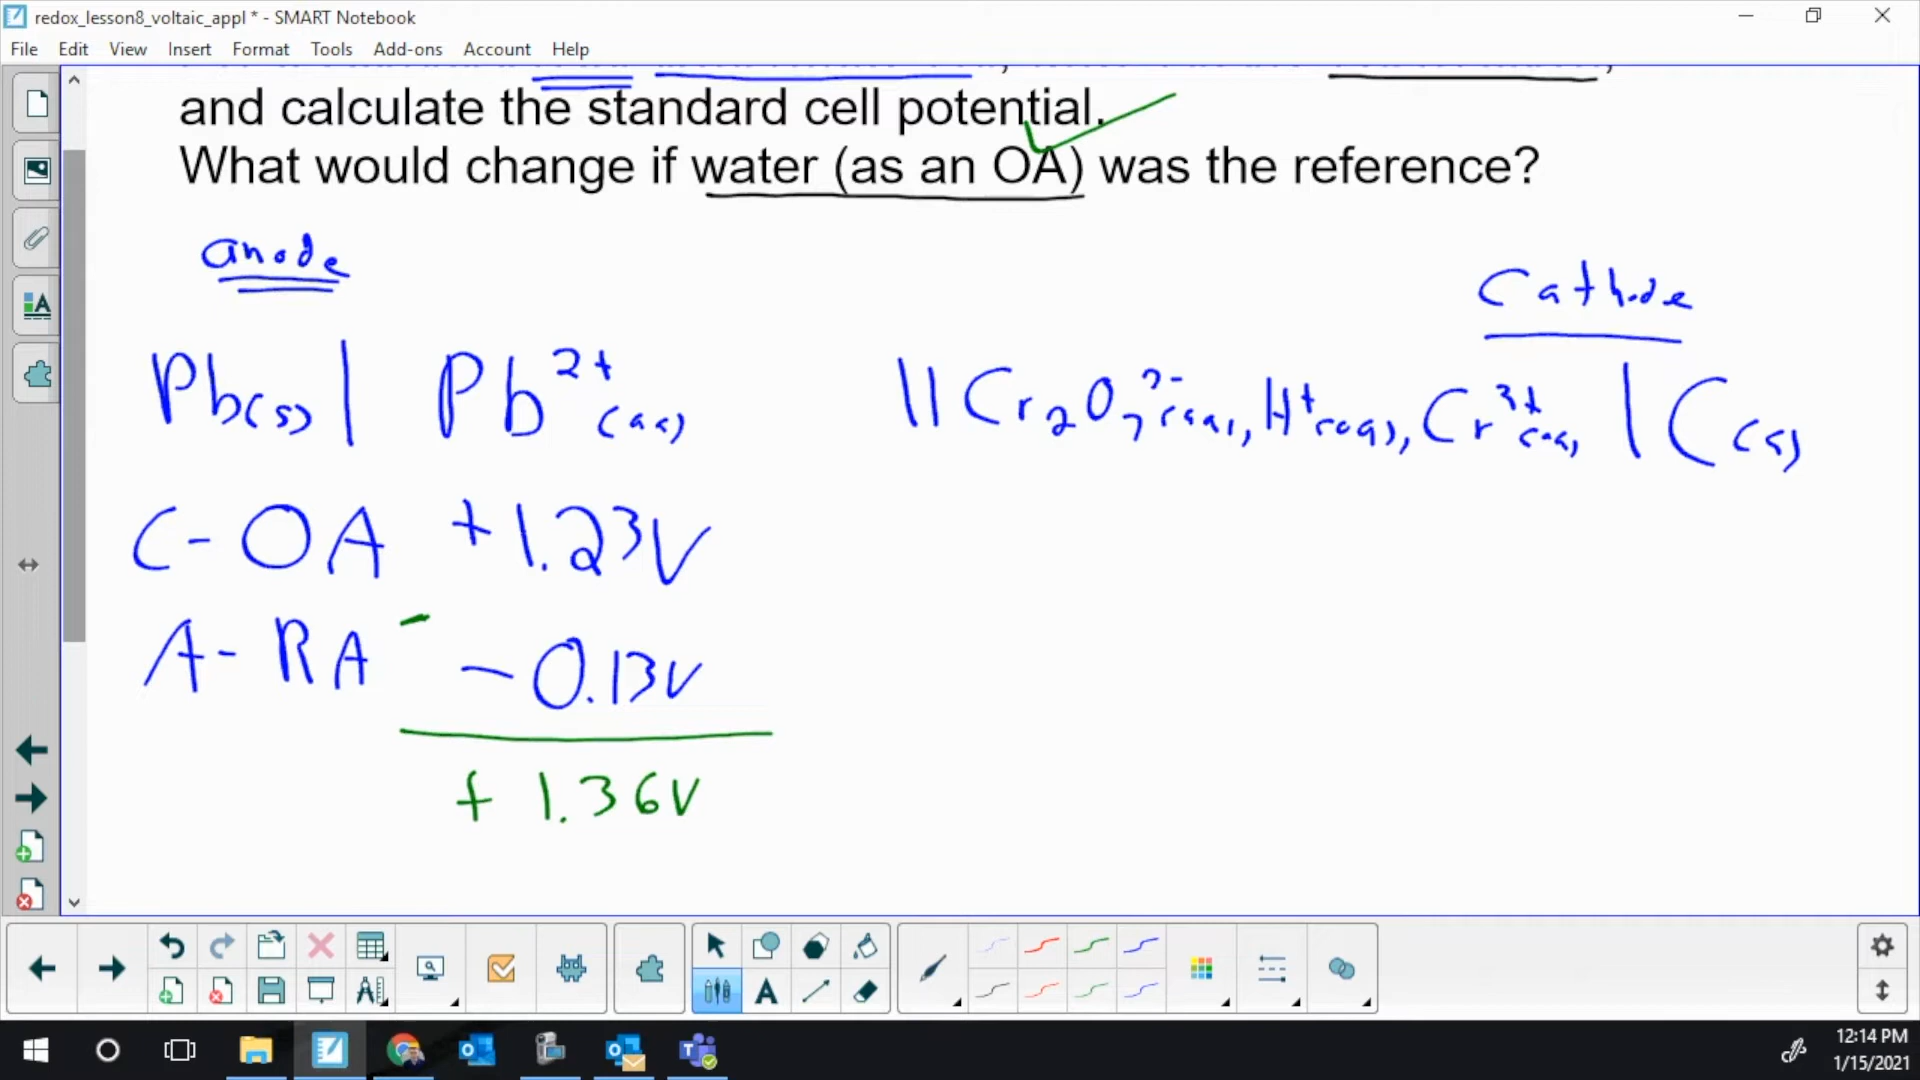 redox_lesson8_voltaic_appl * - SMART Notebook
File Edit View Insert Format Tools Add-ons Account Help
and calculate the standard cell potential.
What would change if water (as an OA) was the reference?
anode
Cathode
Pb(s) | Pb²⁺(aq) || Cr₂O₇²⁻(aq), H⁺(aq), Cr³⁺(aq) | C(s)
C - OA + 1.23V
A - RA - - 0.13V
+ 1.36V
12:14 PM
1/15/2021